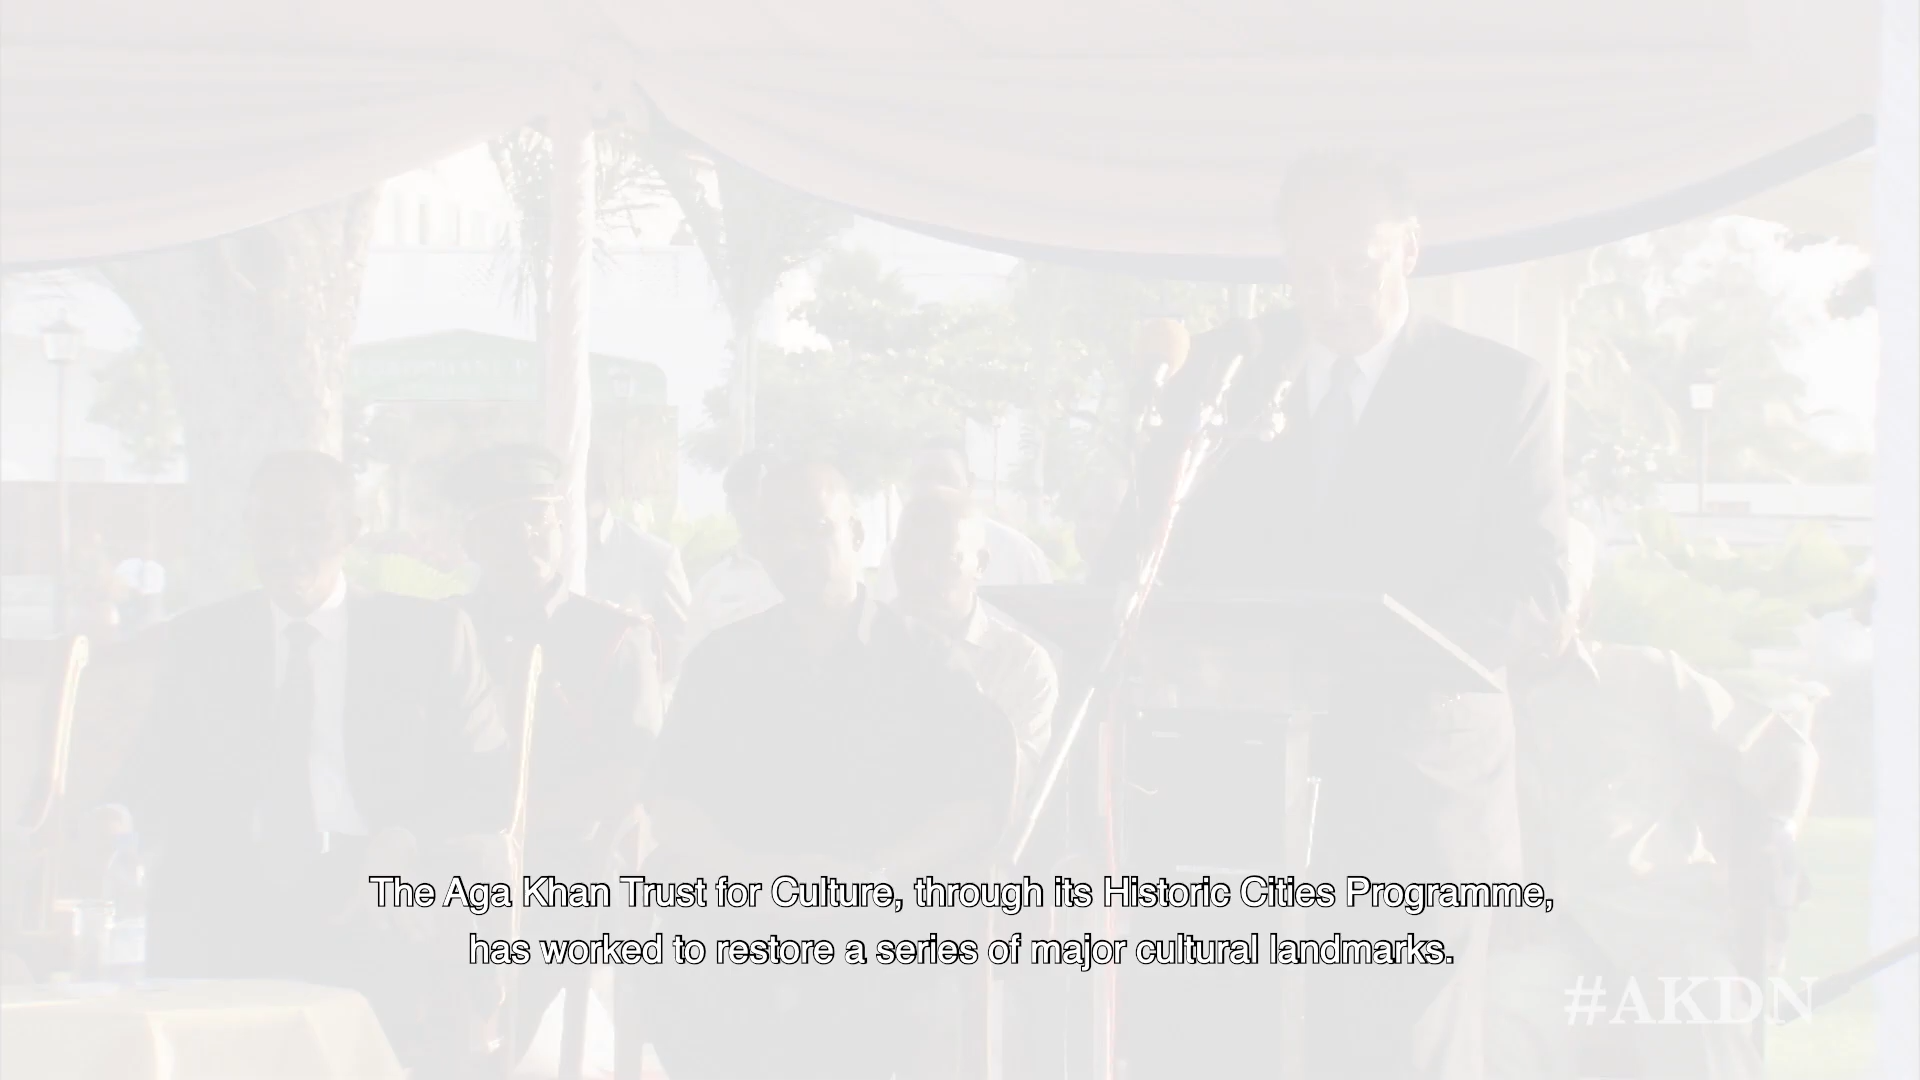 The Aga Khan Trust for Culture, through its Historic Cities Programme,
has worked to restore a series of major cultural landmarks.
#AKDN